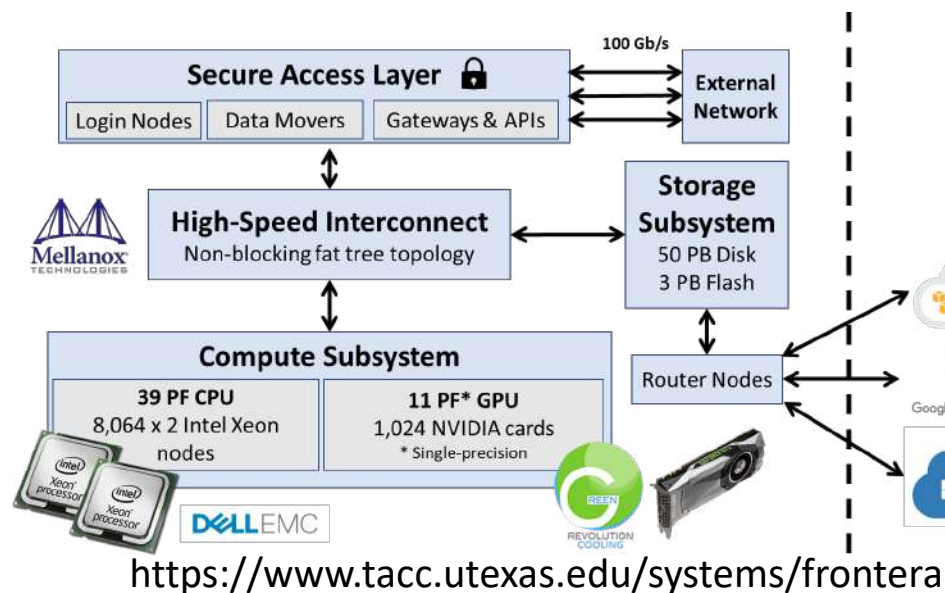 100 Gb/s
Secure Access Layer
Login Nodes
Data Movers
Gateways & APIs
External
Network
Mellanox
TECHNOLOGIES
High-Speed Interconnect
Non-blocking fat tree topology
Storage
Subsystem
50 PB Disk
3 PB Flash
Compute Subsystem
39 PF CPU
8,064 x 2 Intel Xeon
nodes
11 PF* GPU
1,024 NVIDIA cards
* Single-precision
Router Nodes
Google
(intel)
Xeon®
processor
(intel)
Xeon®
processor
DELLEMC
GREEN
REVOLUTION
COOLING
https://www.tacc.utexas.edu/systems/frontera